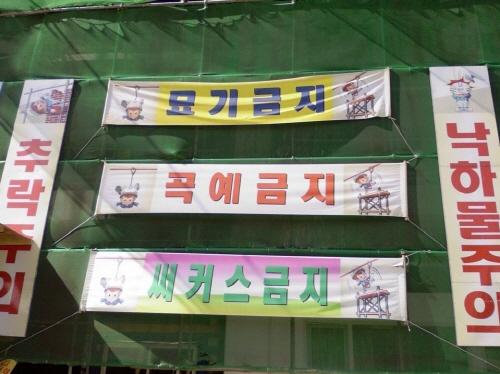 추락주의
묘기금지
곡예금지
써커스금지
낙하물주의